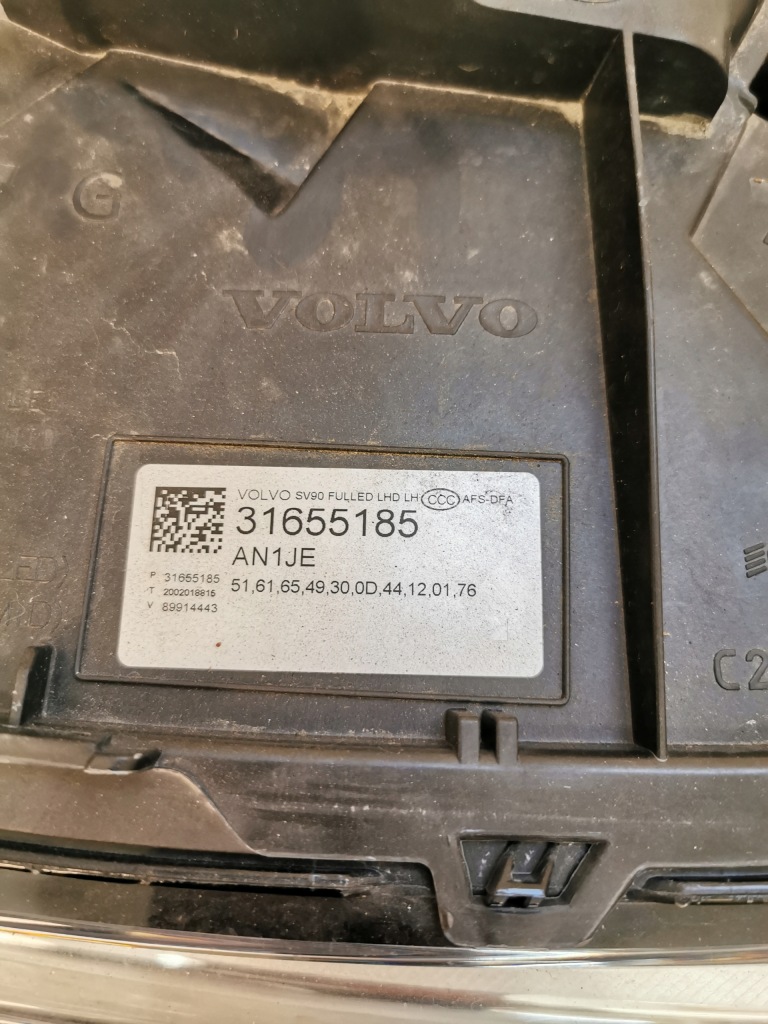 G
VOLVO
VOLVO SV90 FULLED LHD LH CCC AFS-DFA
31655185
AN1JE
P 31655185
T 2002018815
V 89914443
51,61,65,49,30,0D,44,12,01,76
C2